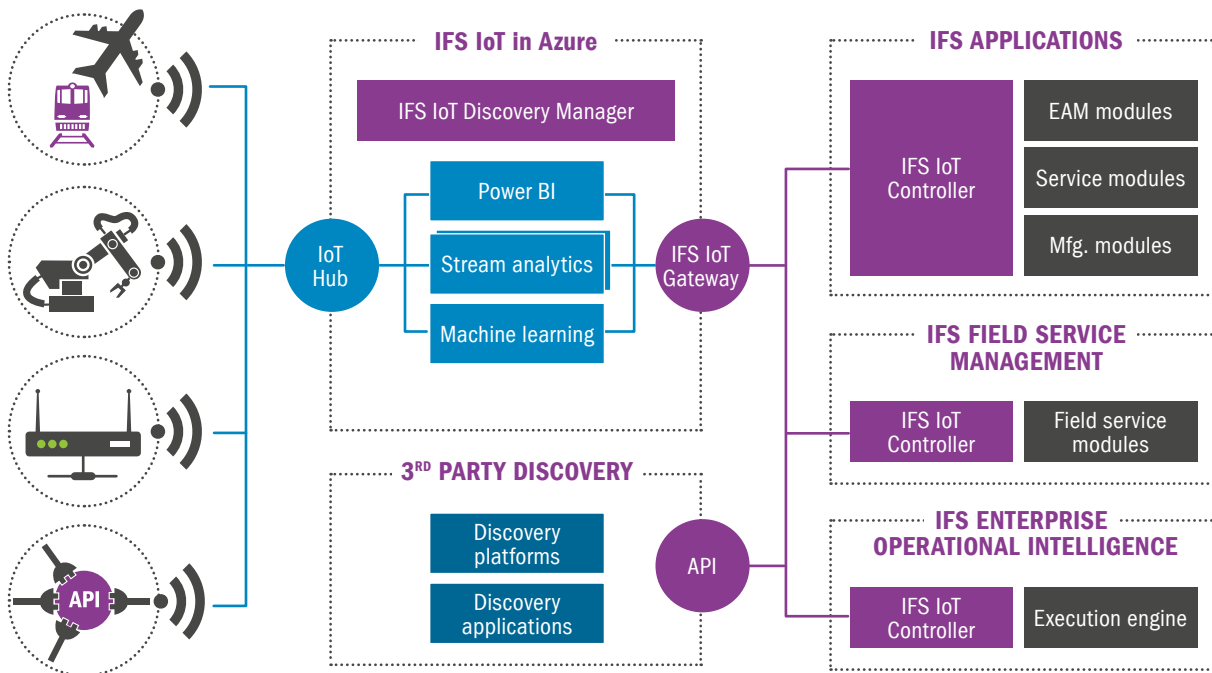 API
IFS IoT in Azure
IFS IoT Discovery Manager
IoT
Hub
Power BI
Stream analytics
Machine learning
IFS IoT
Gateway
3RD PARTY DISCOVERY
Discovery
platforms
Discovery
applications
API
IFS APPLICATIONS
IFS IoT
Controller
EAM modules
Service modules
Mfg. modules
IFS FIELD SERVICE
MANAGEMENT
IFS IoT
Controller
Field service
modules
IFS ENTERPRISE
OPERATIONAL INTELLIGENCE
IFS IoT
Controller
Execution engine